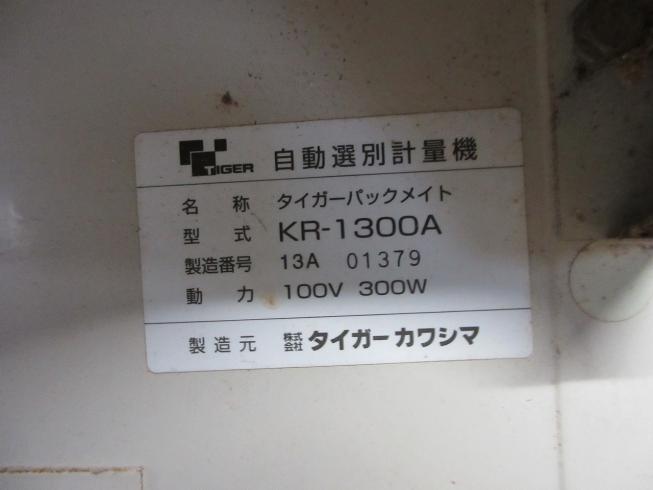 TIGER 自動選別計量機
名称 タイガーパックメイト
型式 KR-1300A
製造番号 13A 01379
動力 100V 300W
製造元 株式会社 タイガーカワシマ